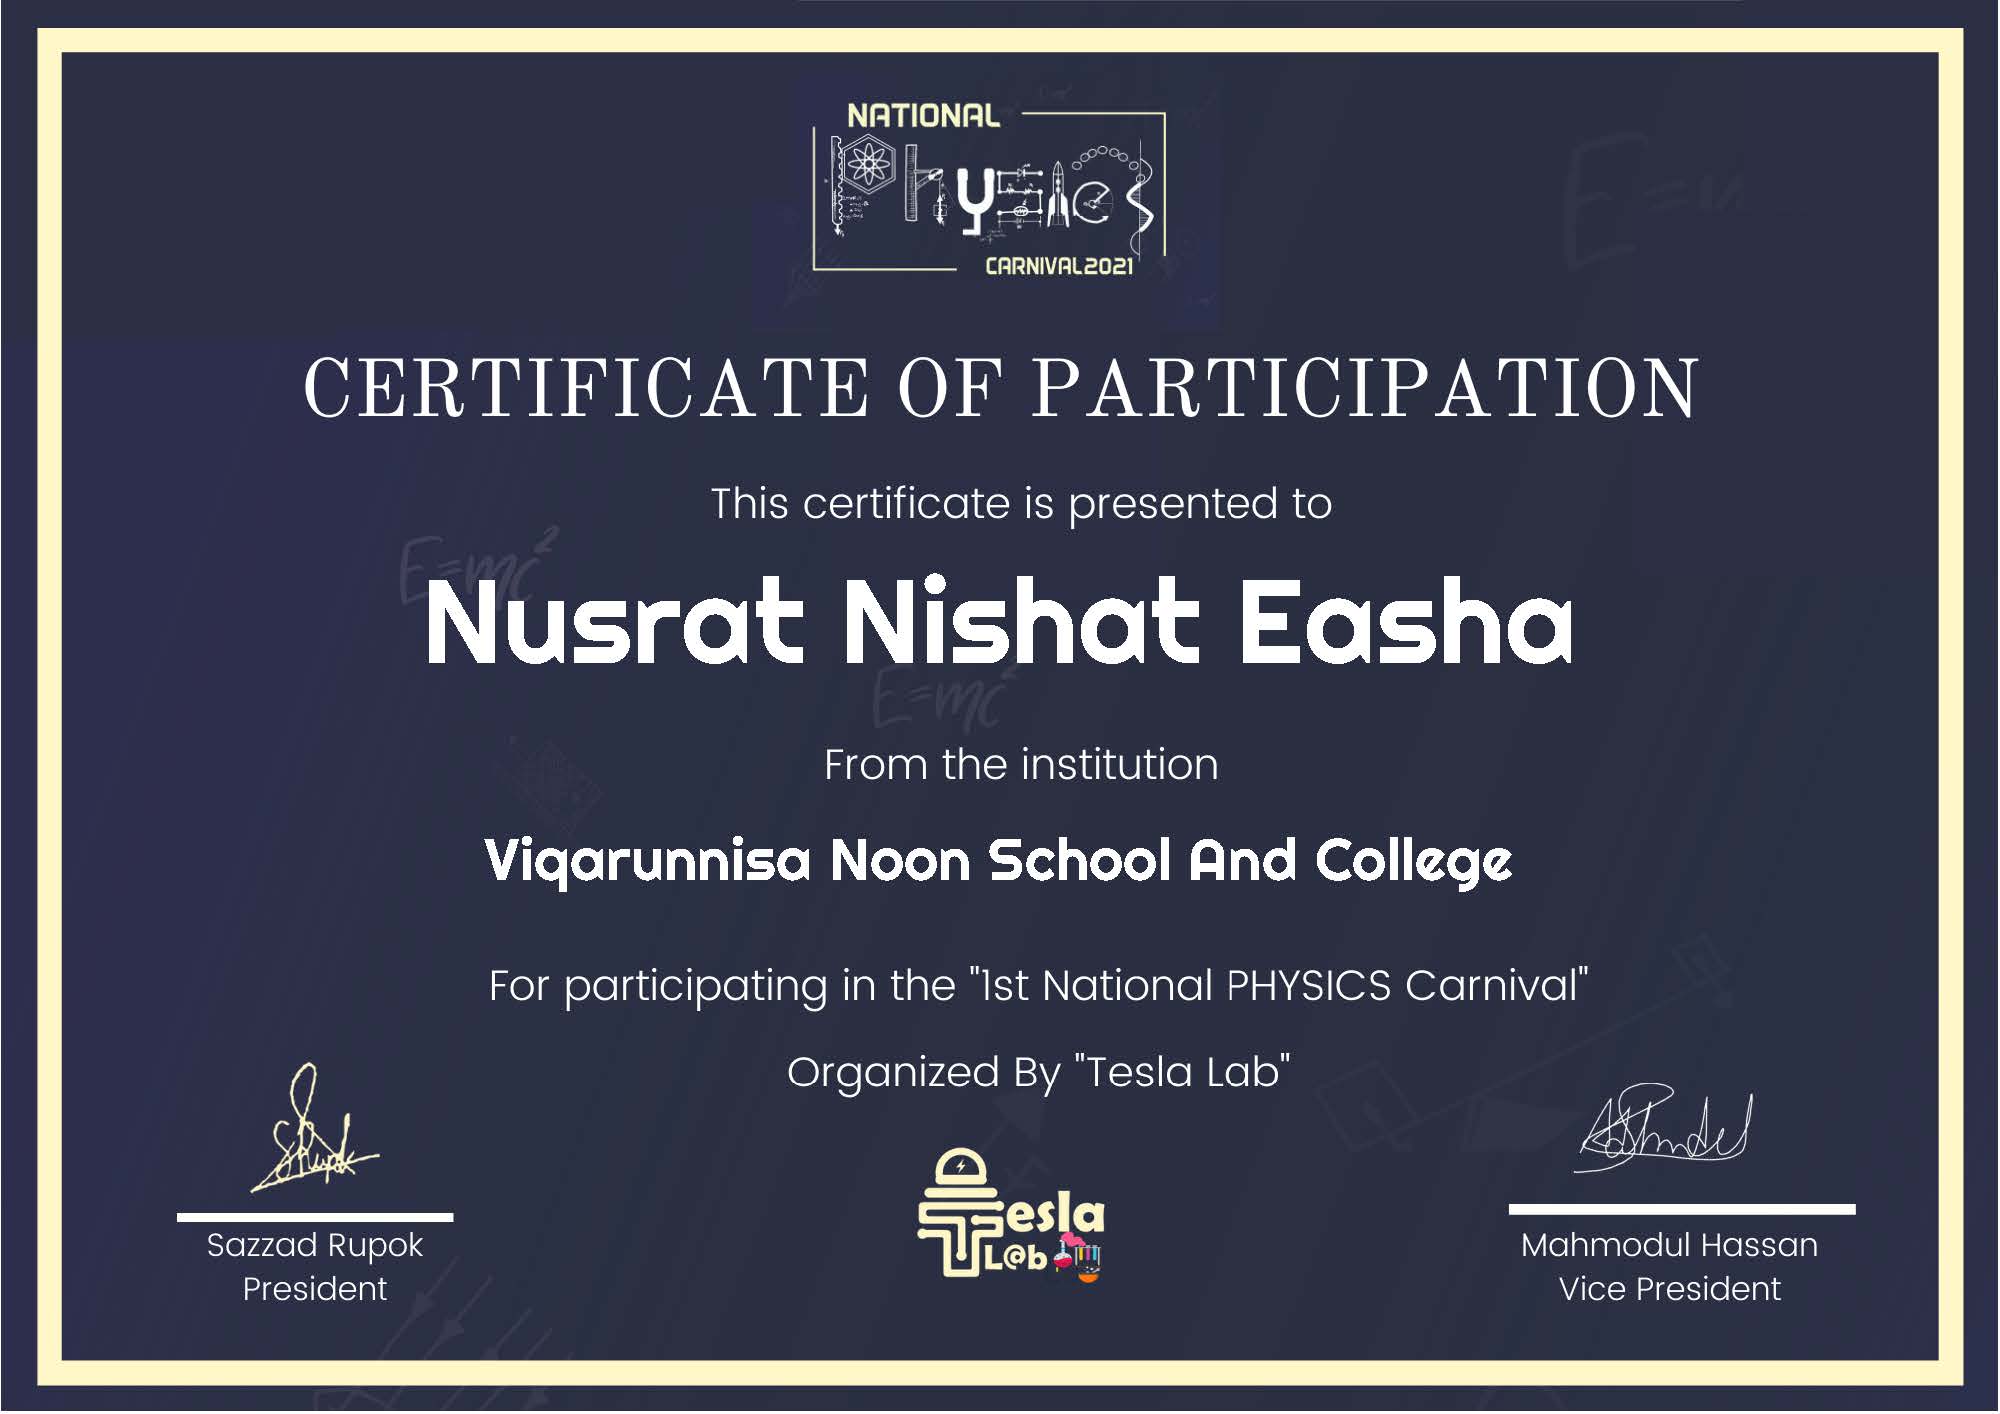 NATIONAL
Physics
CARNIVAL2021
CERTIFICATE OF PARTICIPATION
This certificate is presented to
E=mc²
Nusrat Nishat Easha
E=mc²
From the institution
Viqarunnisa Noon School And College
For participating in the "1st National PHYSICS Carnival"
Organized By "Tesla Lab"
Tesla
L@b
Sazzad Rupok
President
Mahmodul Hassan
Vice President